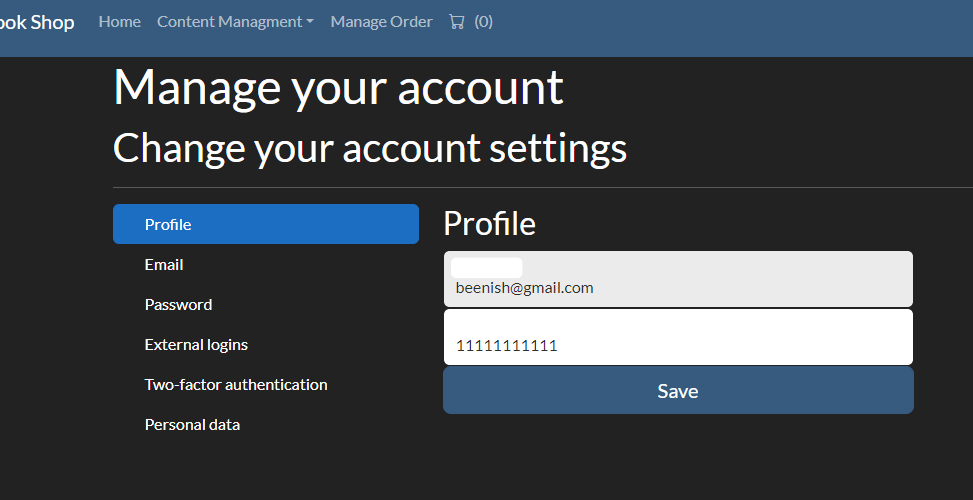 ook Shop Home Content Managment Manage Order (0)
Manage your account
Change your account settings
Profile
Email
Password
External logins
Two-factor authentication
Personal data
Profile
beenish@gmail.com
11111111111
Save